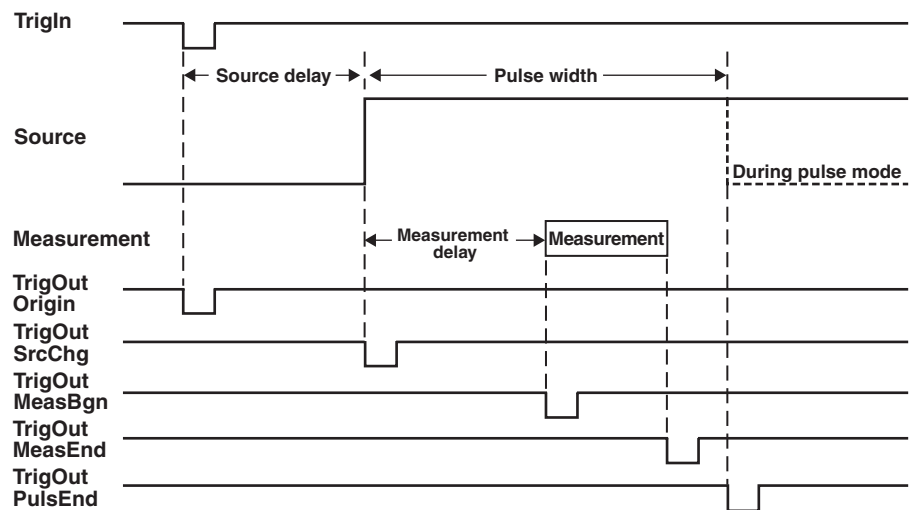 TrigIn
Source delay
Pulse width
Source
During pulse mode
Measurement
Measurement
delay
Measurement
TrigOut
Origin
TrigOut
SrcChg
TrigOut
MeasBgn
TrigOut
MeasEnd
TrigOut
PulsEnd